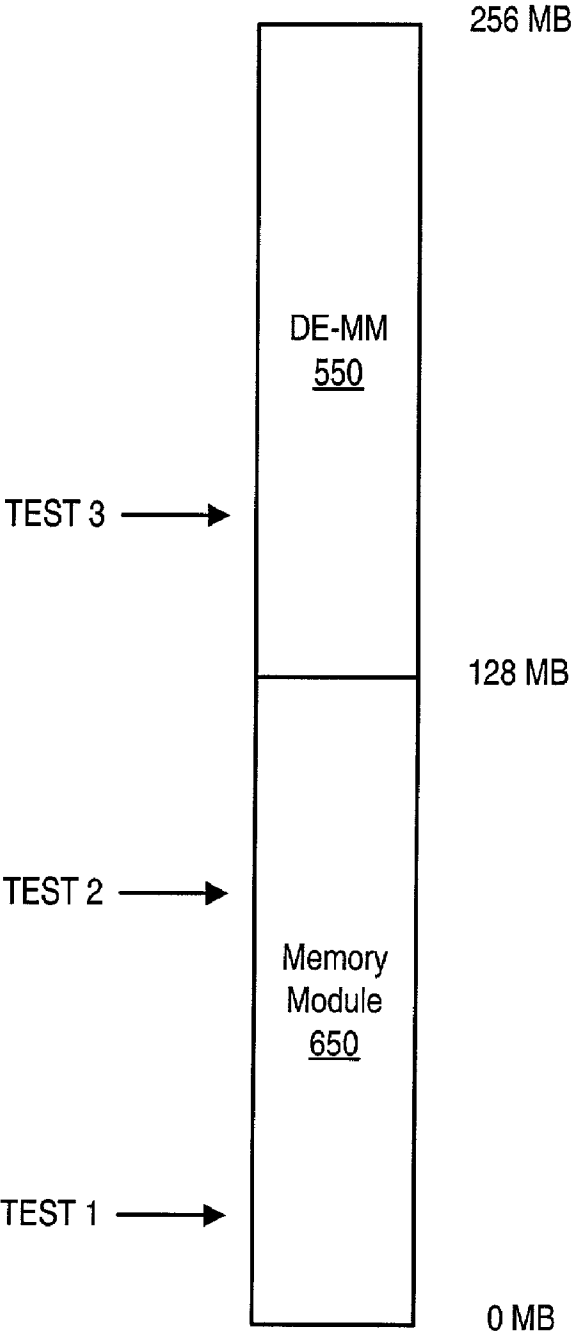 256 MB
DE-MM
550
TEST 3
128 MB
TEST 2
Memory
Module
650
TEST 1
0 MB